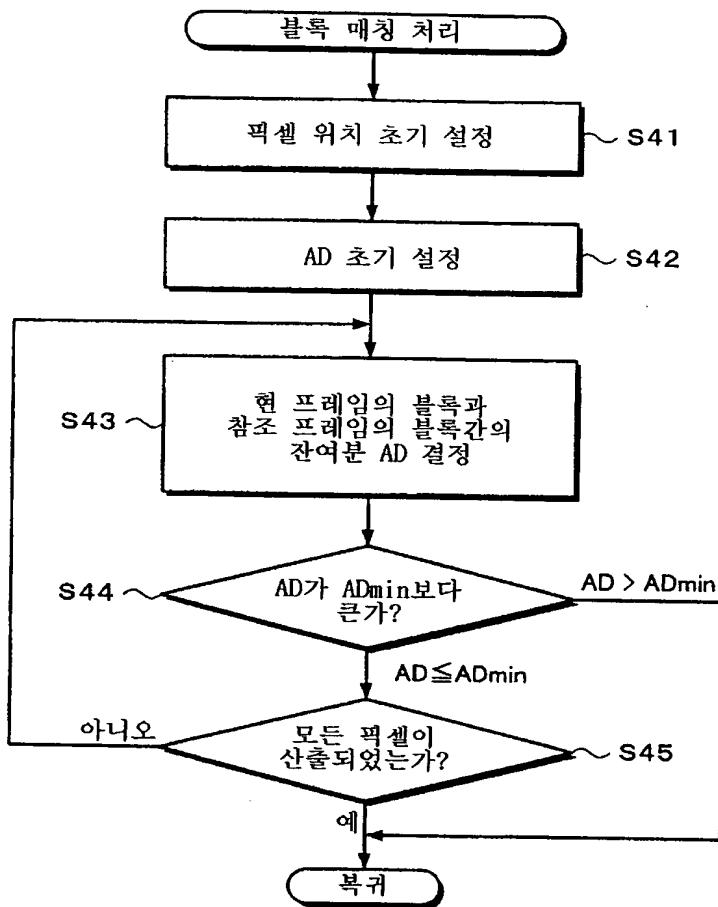 블록 매칭 처리
픽셀 위치 초기 설정
S41
AD 초기 설정
S42
S43
현 프레임의 블록과
참조 프레임의 블록간의
잔여분 AD 결정
S44
AD가 ADmin보다
큰가?
AD > ADmin
AD≦ADmin
아니오
모든 픽셀이
산출되었는가?
S45
예
복귀